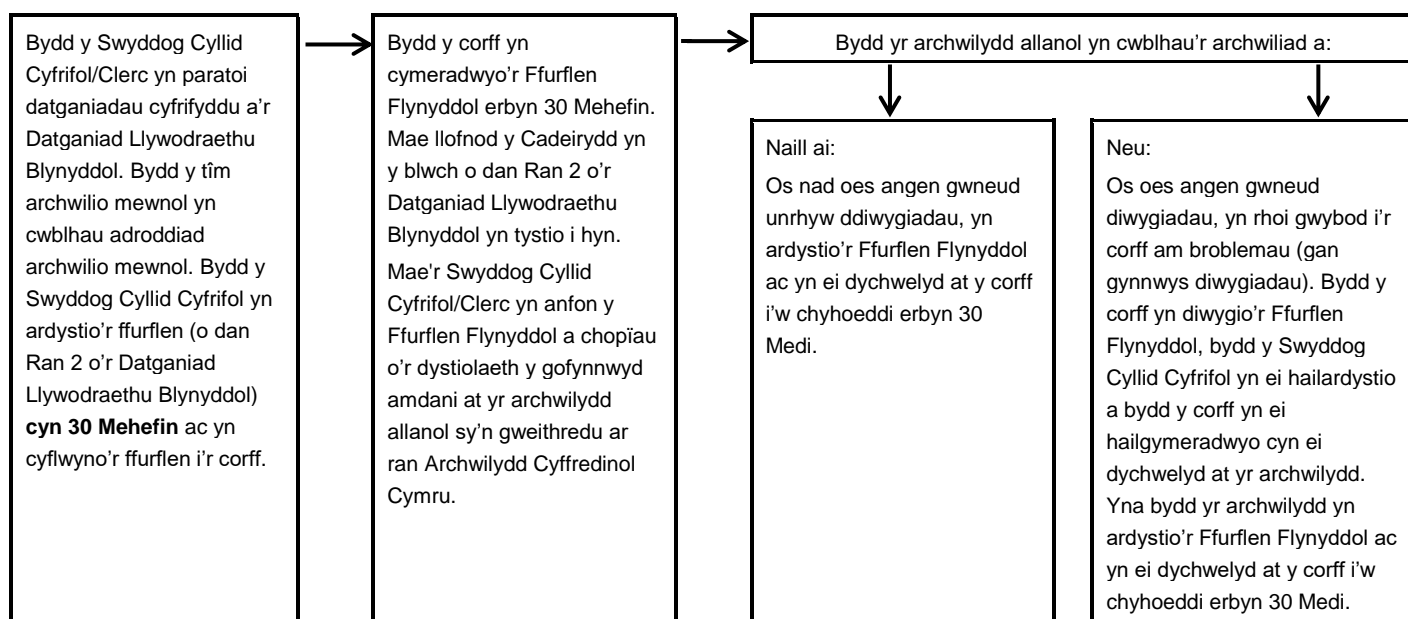 Bydd y Swyddog Cyllid
Cyfrifol/Clerc yn paratoi
datganiadau cyfrifyddu a'r
Datganiad Llywodraethu
Blynyddol. Bydd y tîm
archwilio mewnol yn
cwblhau adroddiad
archwilio mewnol. Bydd y
Swyddog Cyllid Cyfrifol yn
ardystio’r ffurflen (o dan
Ran 2 o’r Datganiad
Llywodraethu Blynyddol)
cyn 30 Mehefin ac yn
cyflwyno’r ffurflen i’r corff.
Bydd y corff yn
cymeradwyo’r Ffurflen
Flynyddol erbyn 30 Mehefin.
Mae llofnod y Cadeirydd yn
y blwch o dan Ran 2 o’r
Datganiad Llywodraethu
Blynyddol yn tystio i hyn.
Mae'r Swyddog Cyllid
Cyfrifol/Clerc yn anfon y
Ffurflen Flynyddol a chopïau
o’r dystiolaeth y gofynnwyd
amdani at yr archwilydd
allanol sy’n gweithredu ar
ran Archwilydd Cyffredinol
Cymru.
Bydd yr archwilydd allanol yn cwblhau'r archwiliad a:
Naill ai:
Os nad oes angen gwneud
unrhyw ddiwygiadau, yn
ardystio’r Ffurflen Flynyddol
ac yn ei dychwelyd at y corff
i’w chyhoeddi erbyn 30
Medi.
Neu:
Os oes angen gwneud
diwygiadau, yn rhoi gwybod i’r
corff am broblemau (gan
gynnwys diwygiadau). Bydd y
corff yn diwygio’r Ffurflen
Flynyddol, bydd y Swyddog
Cyllid Cyfrifol yn ei hailardystio
a bydd y corff yn ei
hailgymeradwyo cyn ei
dychwelyd at yr archwilydd.
Yna bydd yr archwilydd yn
ardystio’r Ffurflen Flynyddol ac
yn ei dychwelyd at y corff i’w
chyhoeddi erbyn 30 Medi.